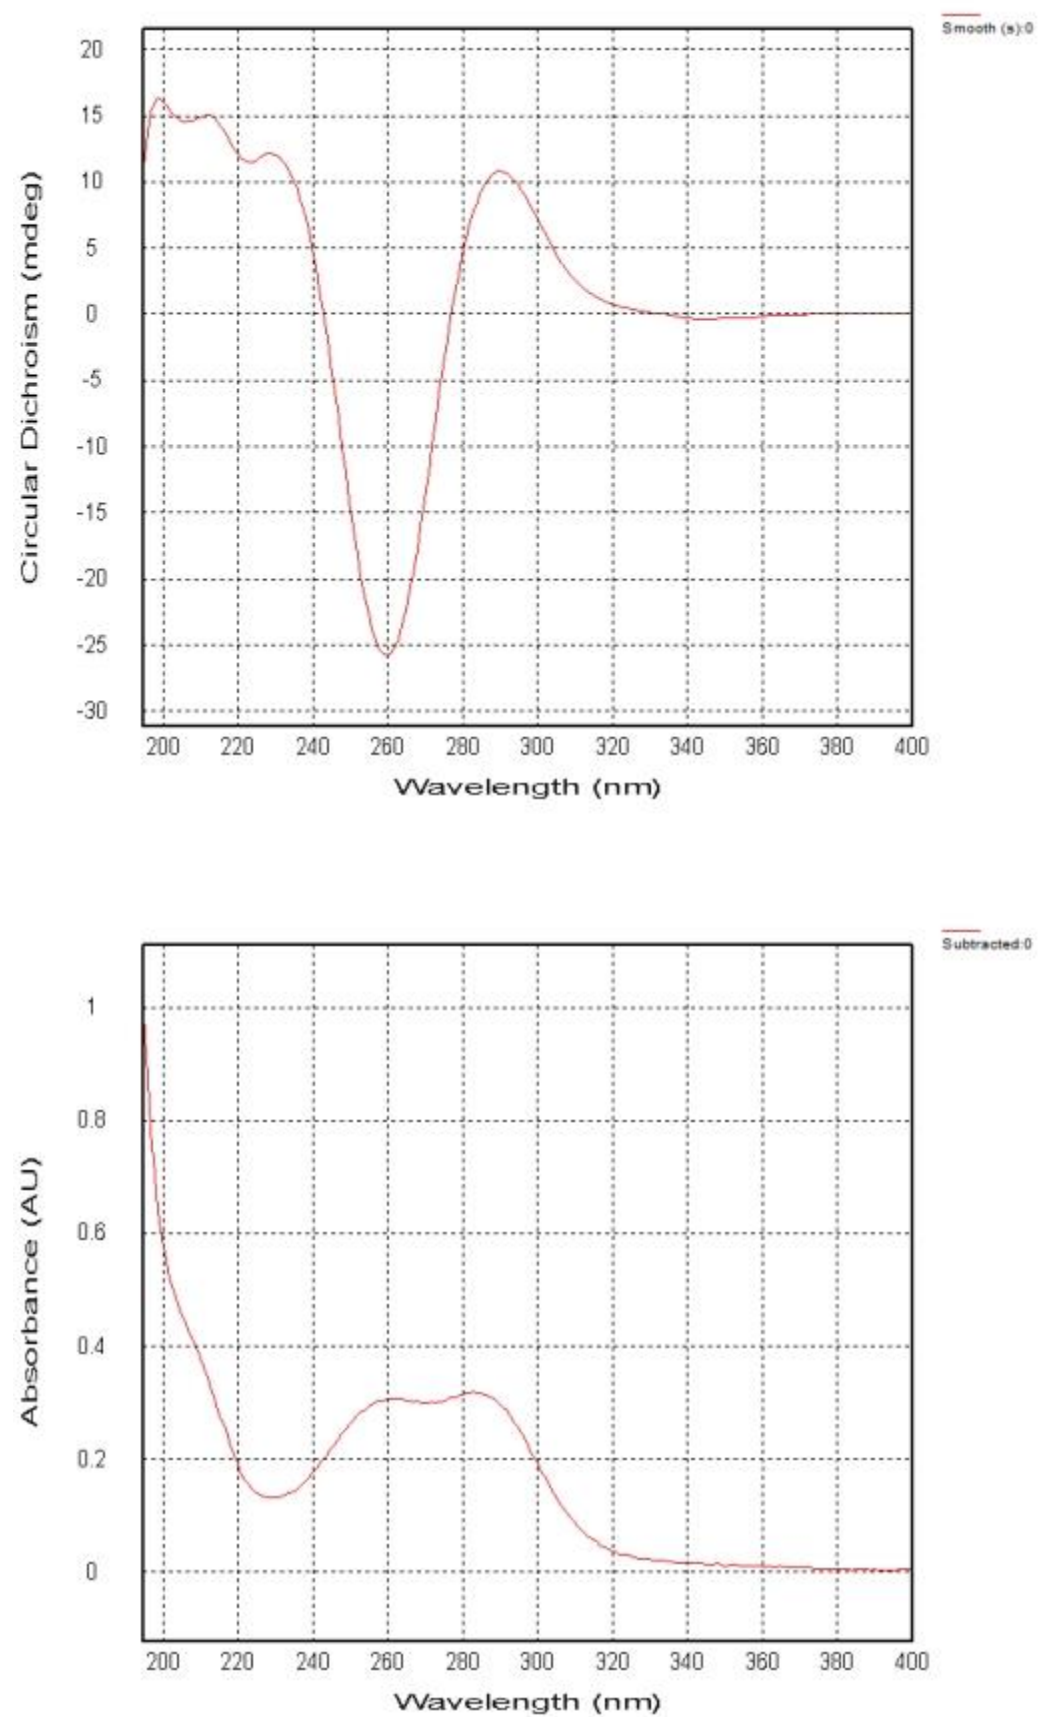 Smooth (s):0
20
15
10
5
0
-5
-10
-15
-20
-25
-30
Circular Dichroism (mdeg)
200 220 240 260 280 300 320 340 360 380 400
Wavelength (nm)
Subtracted:0
1
0.8
0.6
0.4
0.2
0
Absorbance (AU)
200 220 240 260 280 300 320 340 360 380 400
Wavelength (nm)